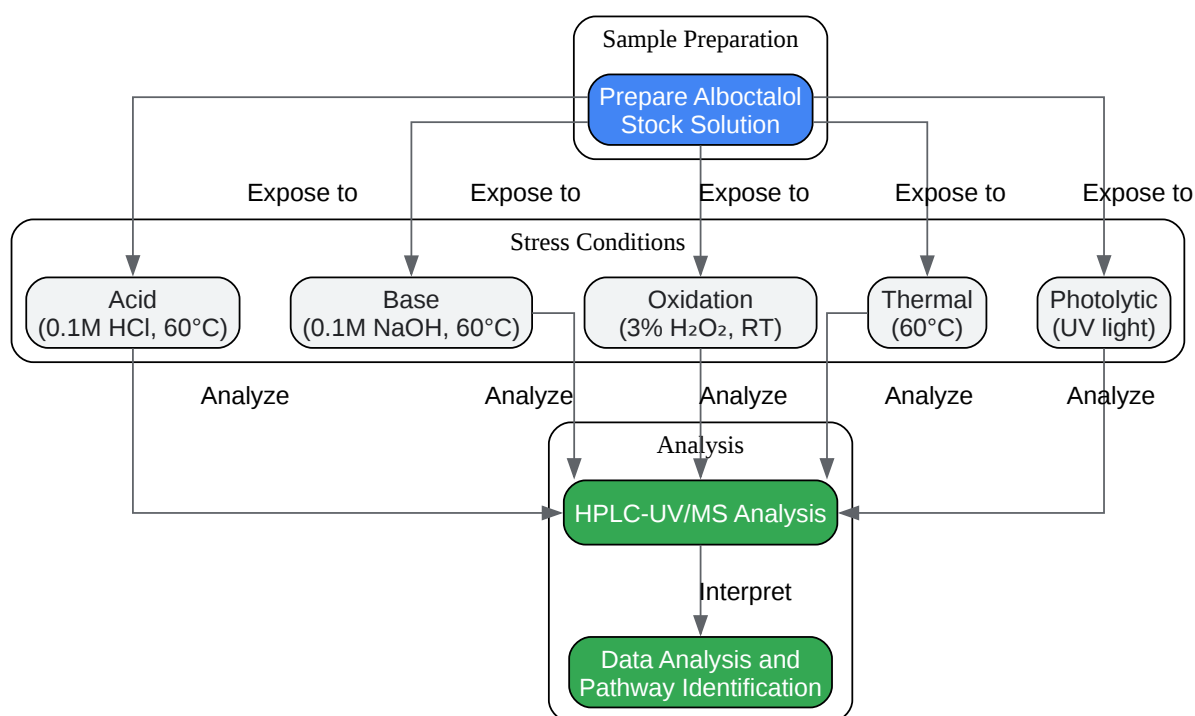 Sample Preparation
Prepare Alboctalol
Stock Solution
Expose to
Expose to
Expose to
Expose to
Expose to
Stress Conditions
Acid
(0.1M HCl, 60°C)
Base
(0.1M NaOH, 60°C)
Oxidation
(3% H₂O₂, RT)
Thermal
(60°C)
Photolytic
(UV light)
Analyze
Analyze
Analyze
Analyze
Analyze
Analysis
HPLC-UV/MS Analysis
Interpret
Data Analysis and
Pathway Identification